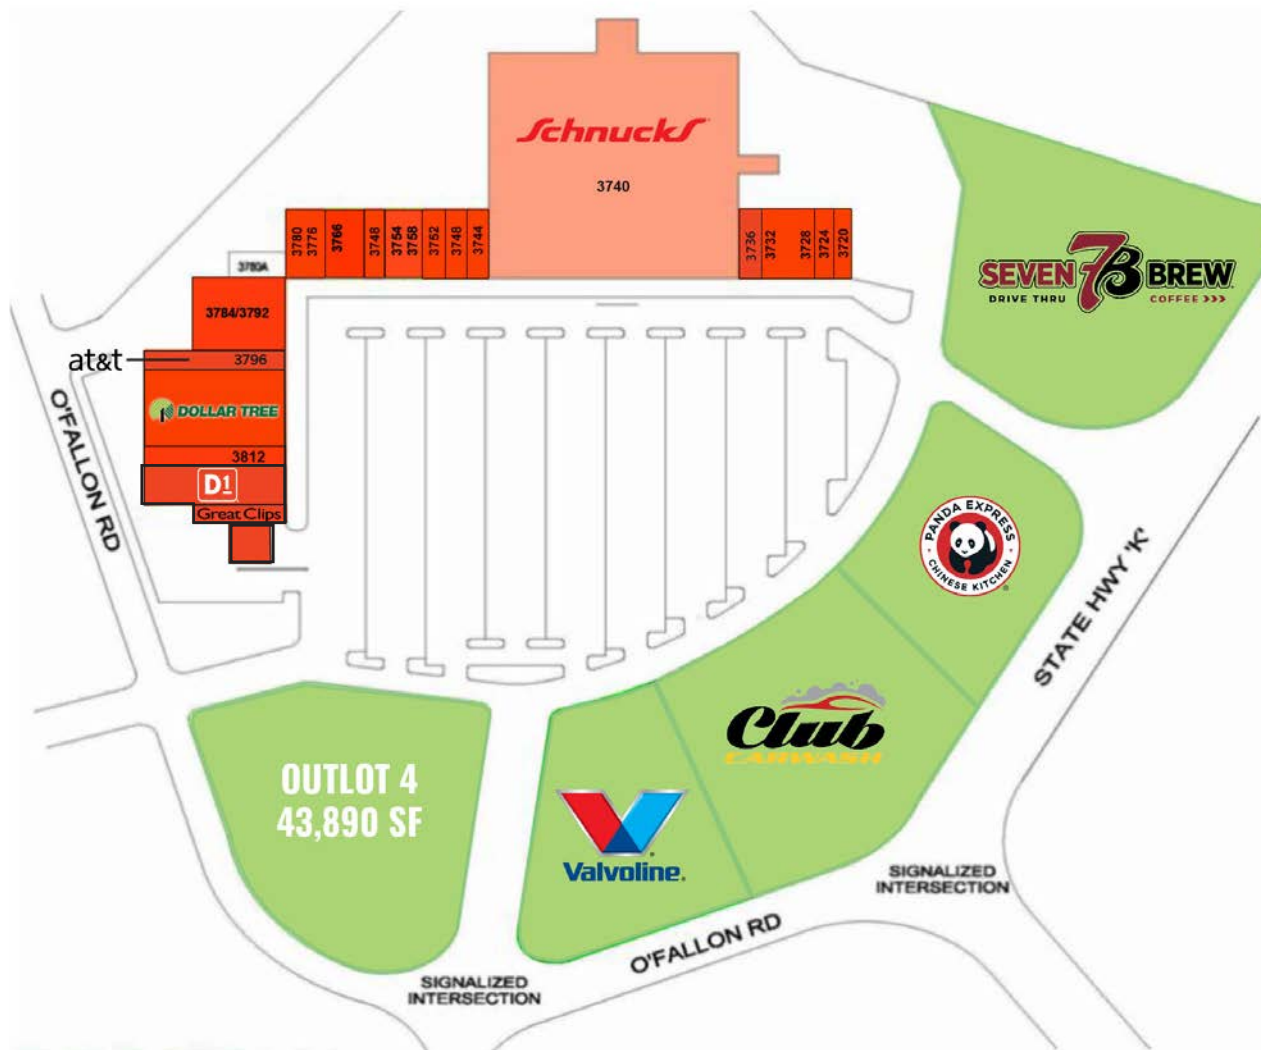 Schnucks
3740
3780
3776
3766
3748
3754
3758
3752
3748
3744
3736
3732
3728
3724
3720
3780A
3784/3792
at&t
3796
DOLLAR TREE
3812
D1
Great Clips
O'FALLON RD
SEVEN 7B BREW
DRIVE THRU
COFFEE >>>
PANDA EXPRESS
CHINESE KITCHEN
STATE HWY 'K'
Club
CARWASH
OUTLOT 4
43,890 SF
Valvoline
SIGNALIZED
INTERSECTION
O'FALLON RD
SIGNALIZED
INTERSECTION